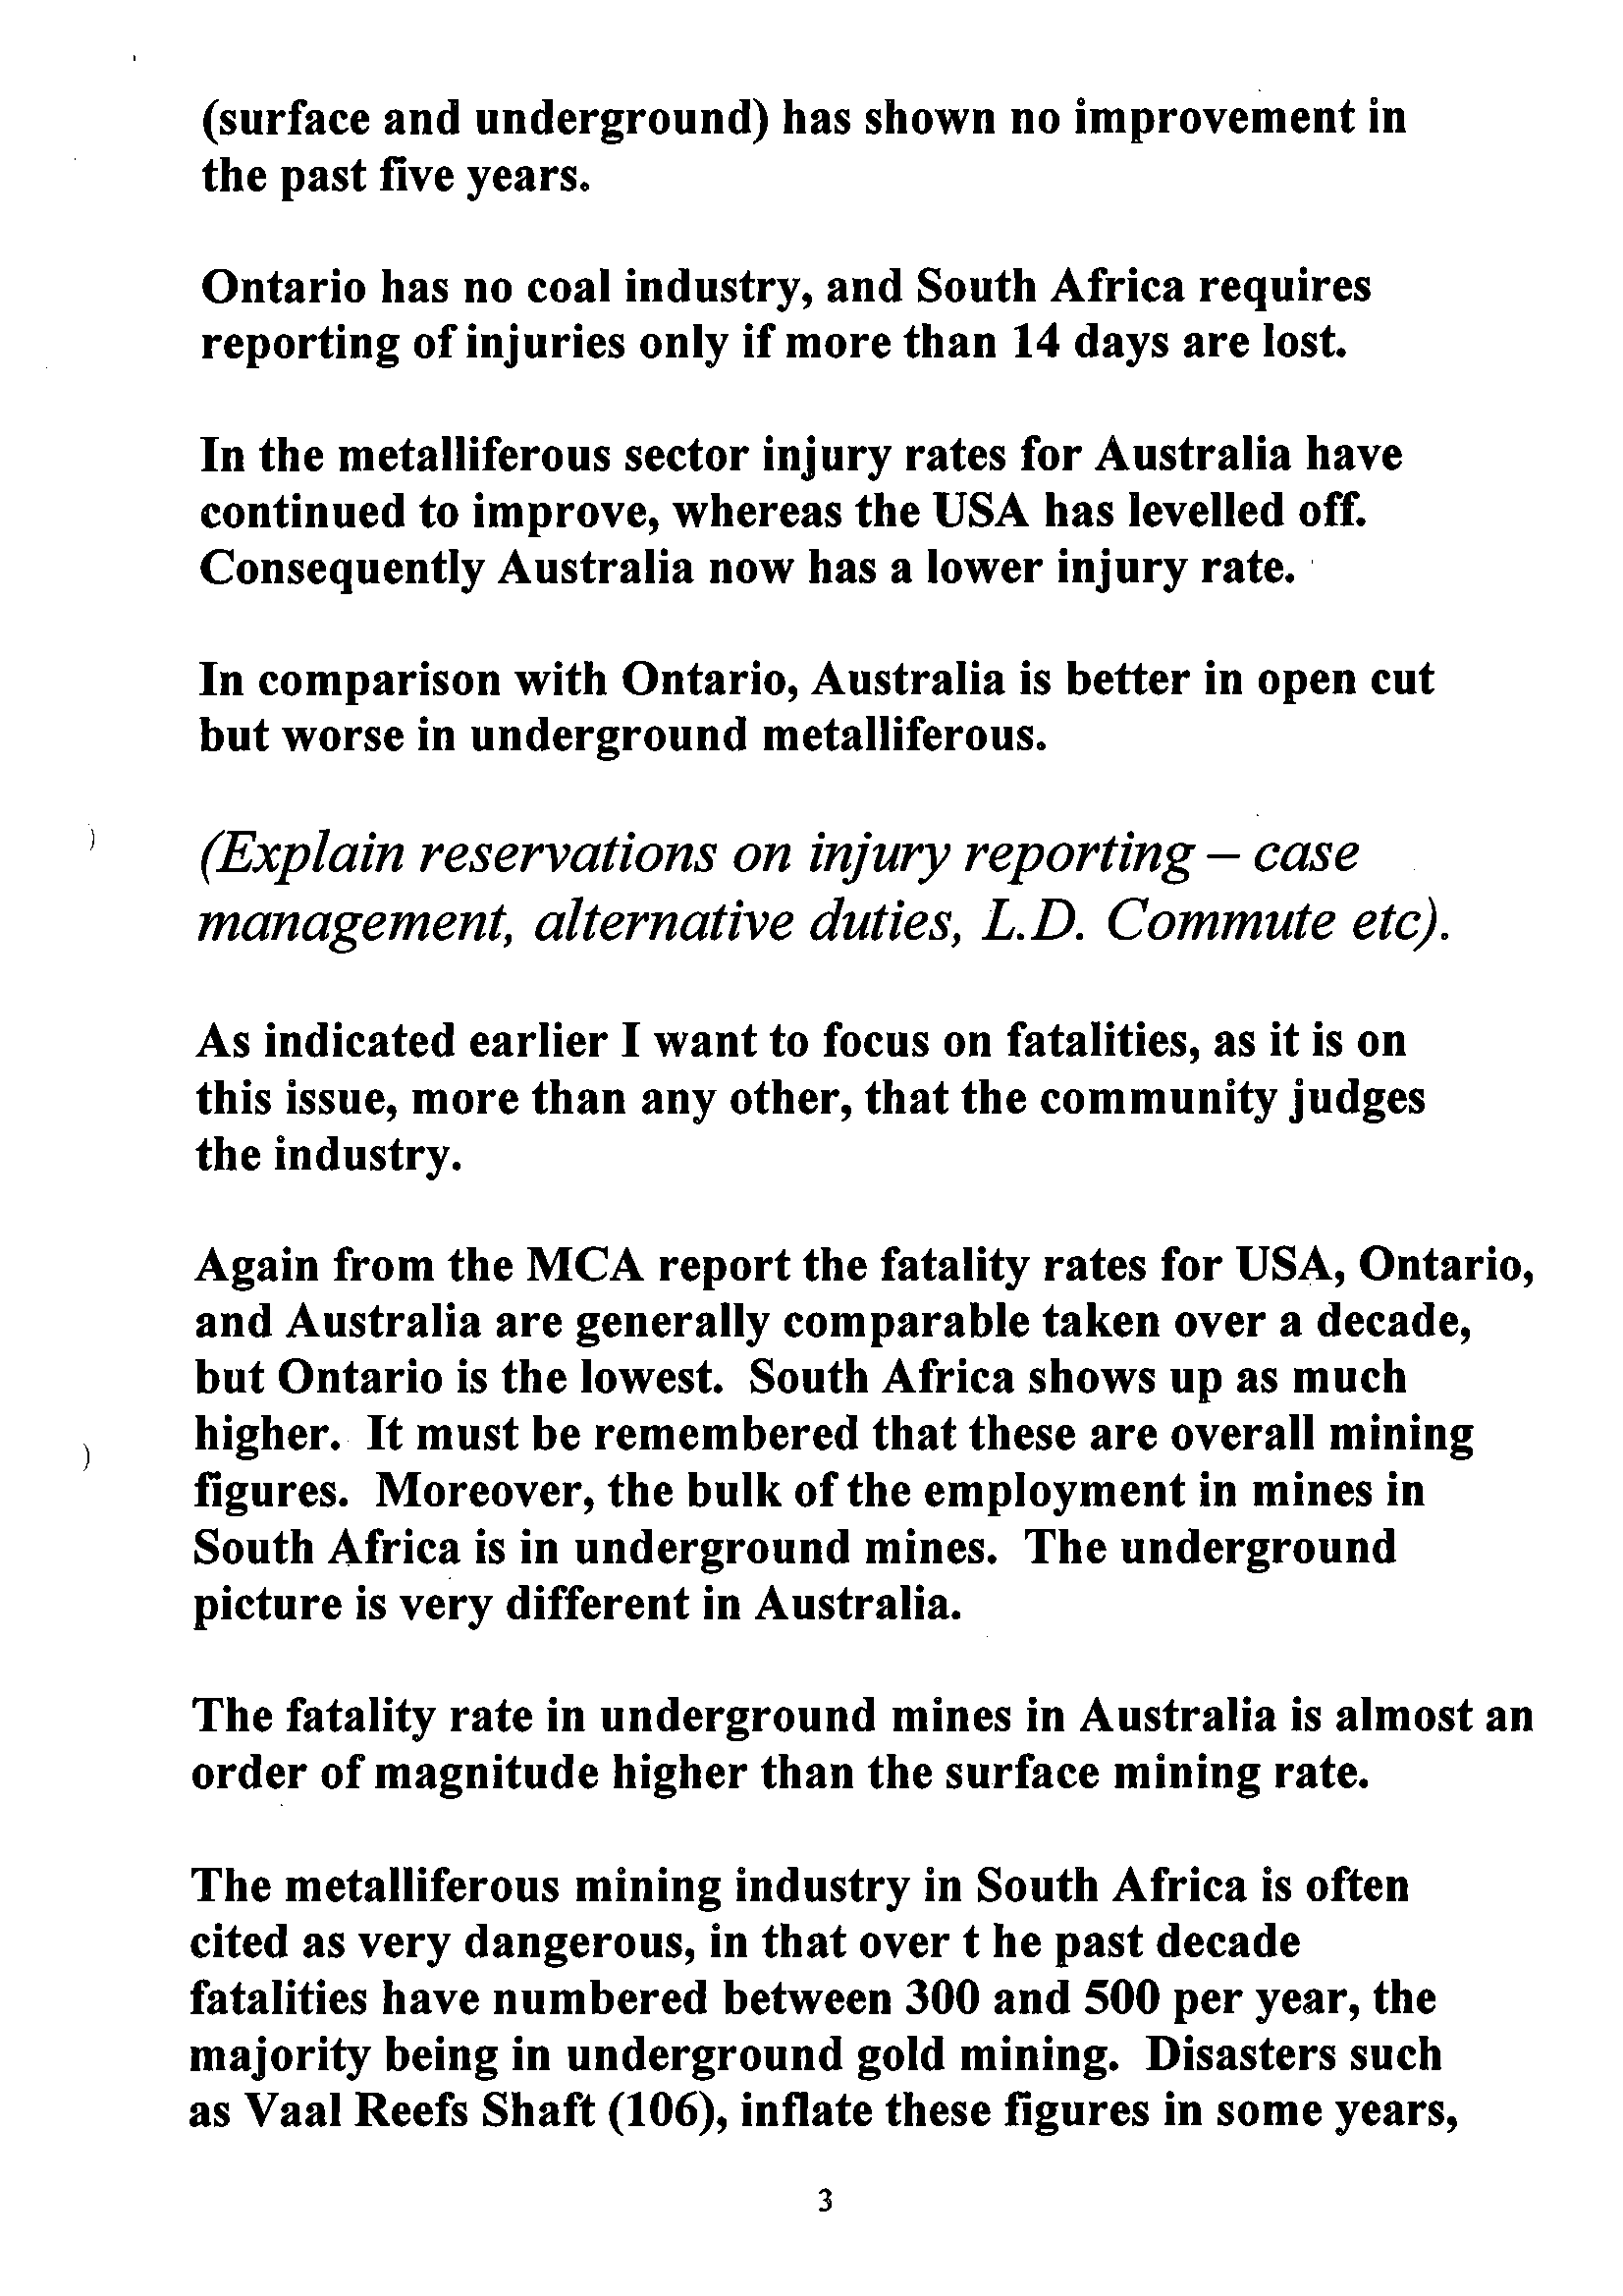 (surface and underground) has shown no improvement in
the past five years.
Ontario has no coal industry, and South Africa requires
reporting of injuries only if more than 14 days are lost.
In the metalliferous sector injury rates for Australia have
continued to improve, whereas the USA has levelled off.
Consequently Australia now has a lower injury rate.
In comparison with Ontario, Australia is better in open cut
but worse in underground metalliferous.
(Explain reservations on injury reporting – case
management, alternative duties, L.D. Commute etc).
As indicated earlier I want to focus on fatalities, as it is on
this issue, more than any other, that the community judges
the industry.
Again from the MCA report the fatality rates for USA, Ontario,
and Australia are generally comparable taken over a decade,
but Ontario is the lowest. South Africa shows up as much
higher. It must be remembered that these are overall mining
figures. Moreover, the bulk of the employment in mines in
South Africa is in underground mines. The underground
picture is very different in Australia.
The fatality rate in underground mines in Australia is almost an
order of magnitude higher than the surface mining rate.
The metalliferous mining industry in South Africa is often
cited as very dangerous, in that over t he past decade
fatalities have numbered between 300 and 500 per year, the
majority being in underground gold mining. Disasters such
as Vaal Reefs Shaft (106), inflate these figures in some years,
3